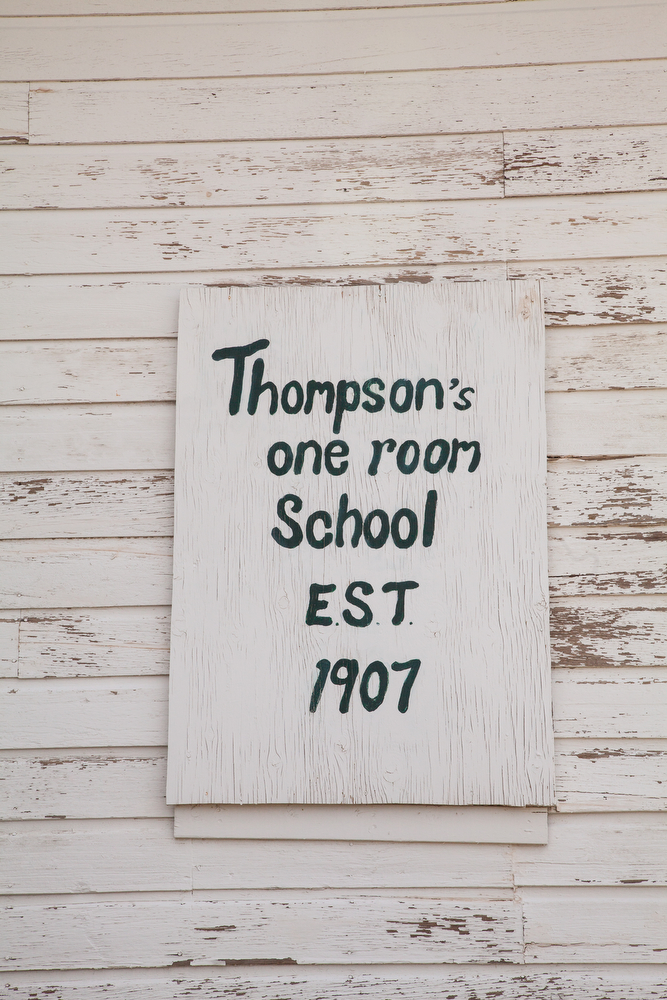 Thompson's
one room
School
E.S.T.
1907